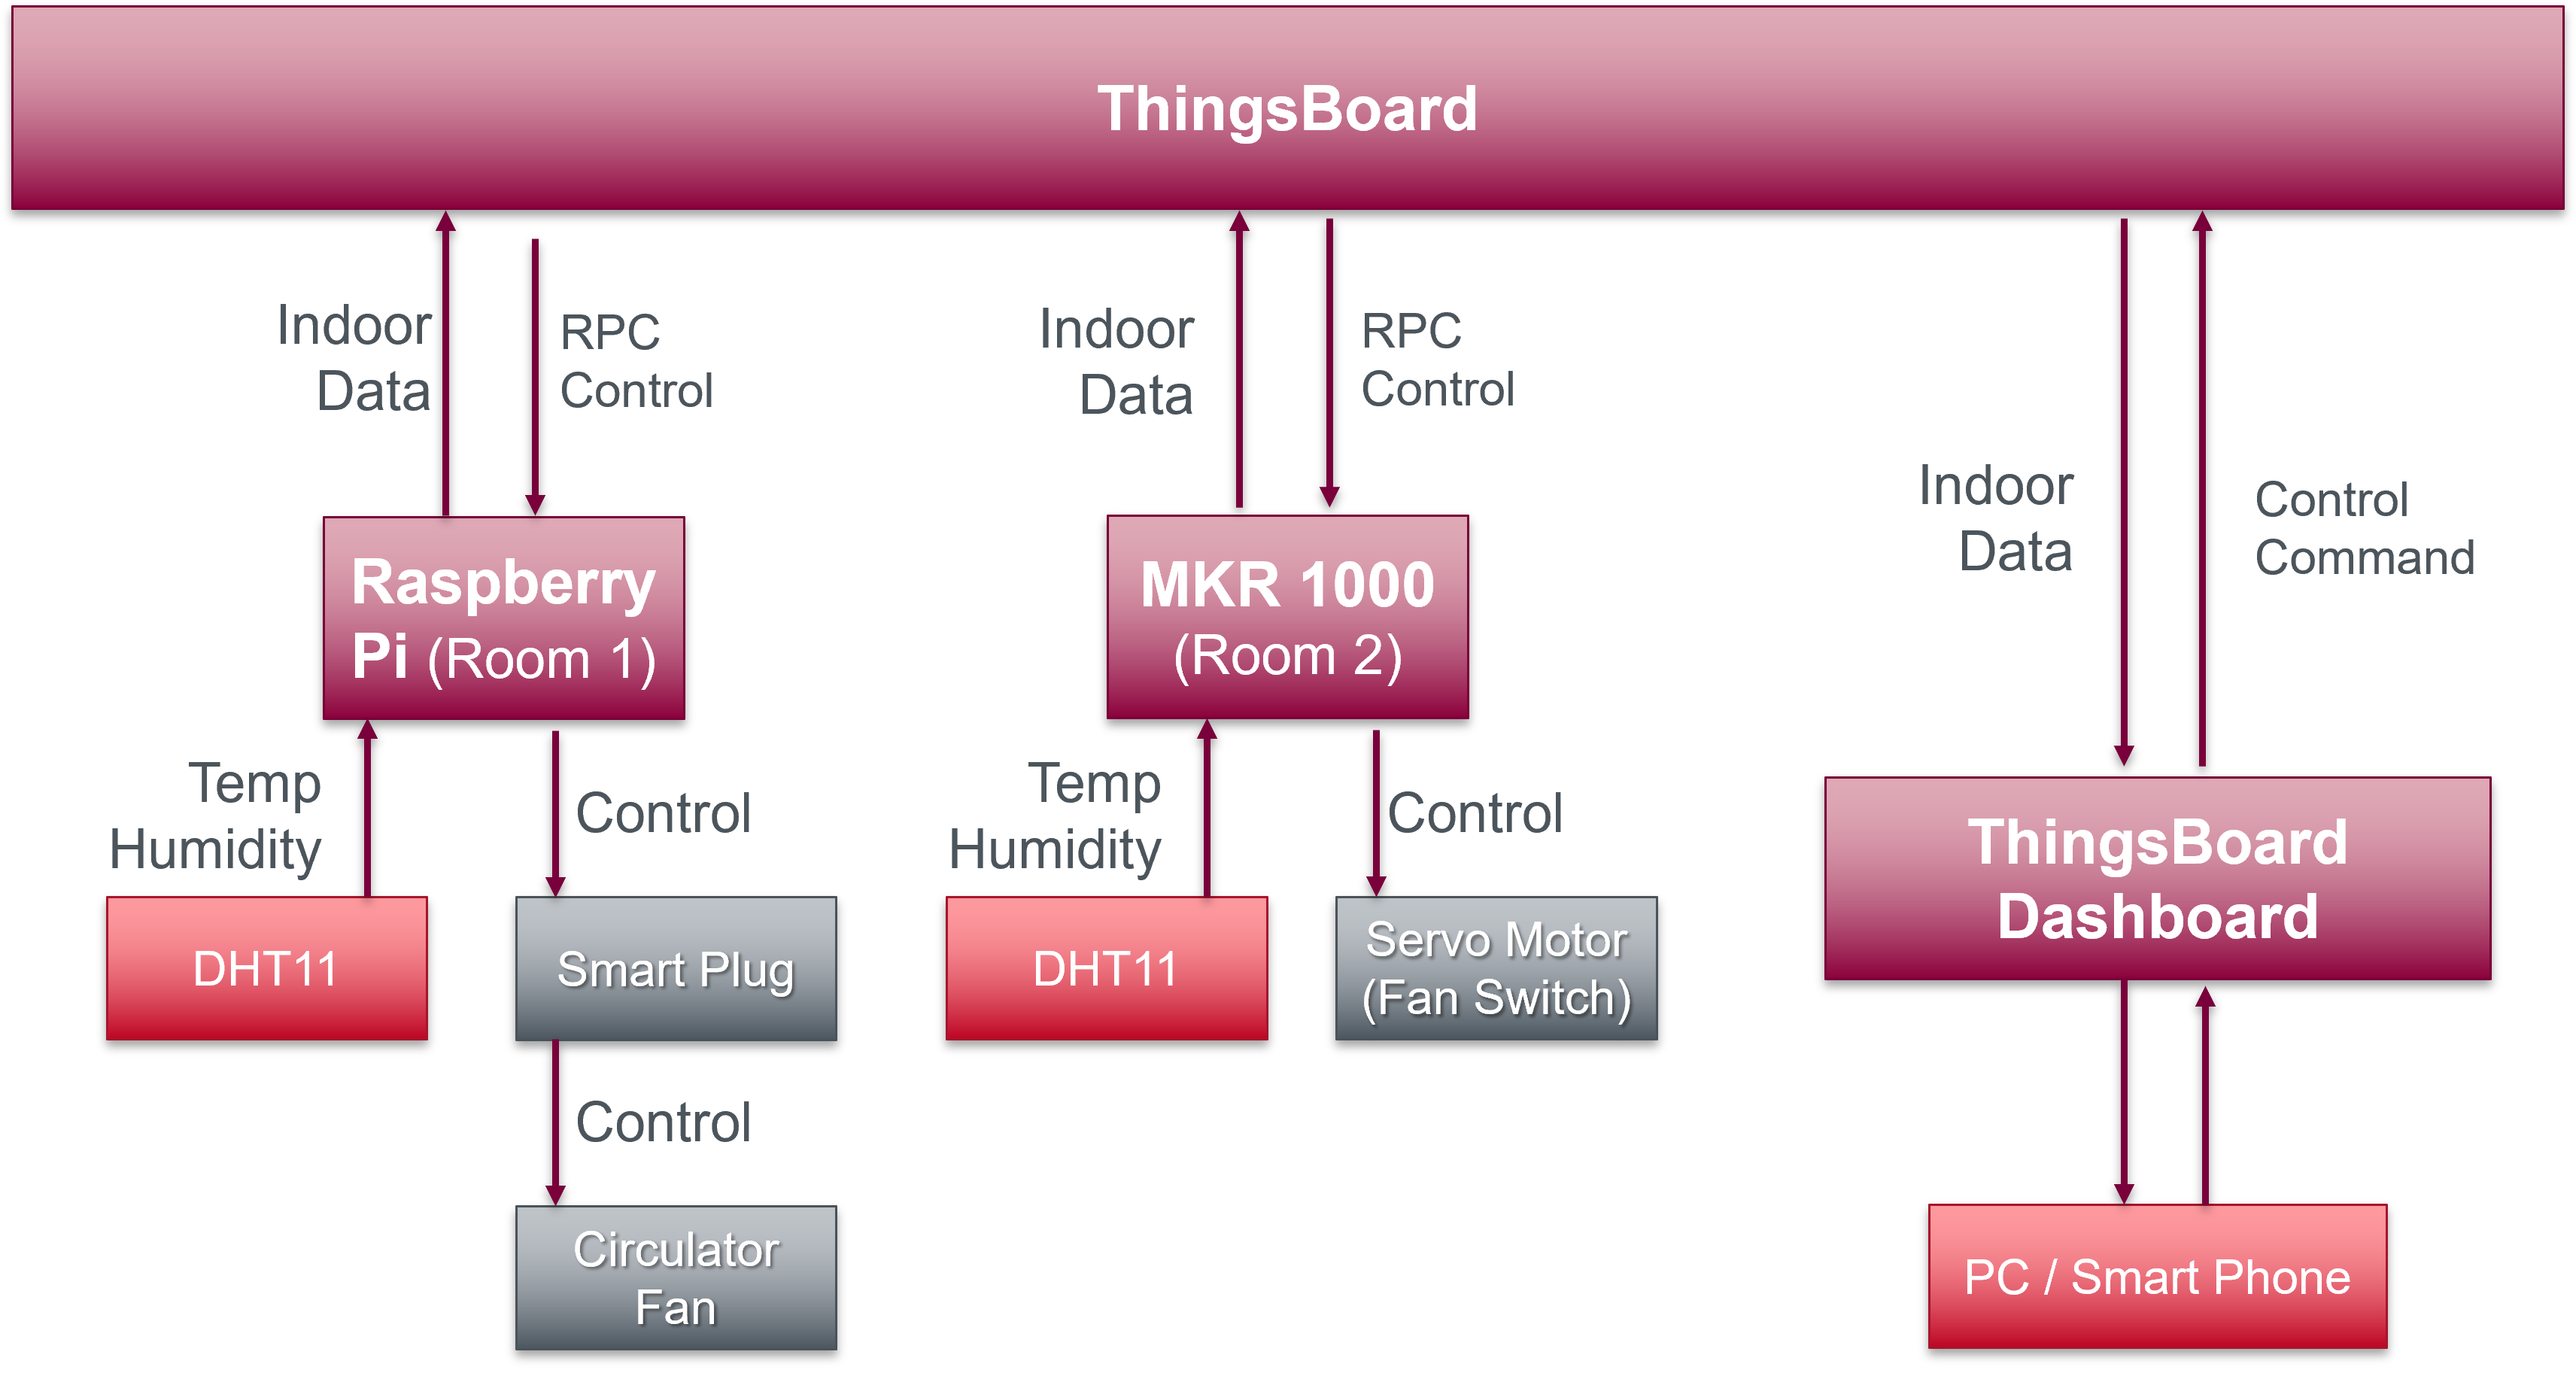 ThingsBoard
Indoor
Data
RPC
Control
Indoor
Data
RPC
Control
Indoor
Data
Control
Command
Raspberry
Pi (Room 1)
MKR 1000
(Room 2)
Temp
Humidity
Control
Temp
Humidity
Control
ThingsBoard
Dashboard
DHT11
Smart Plug
DHT11
Servo Motor
(Fan Switch)
Control
Circulator
Fan
PC / Smart Phone